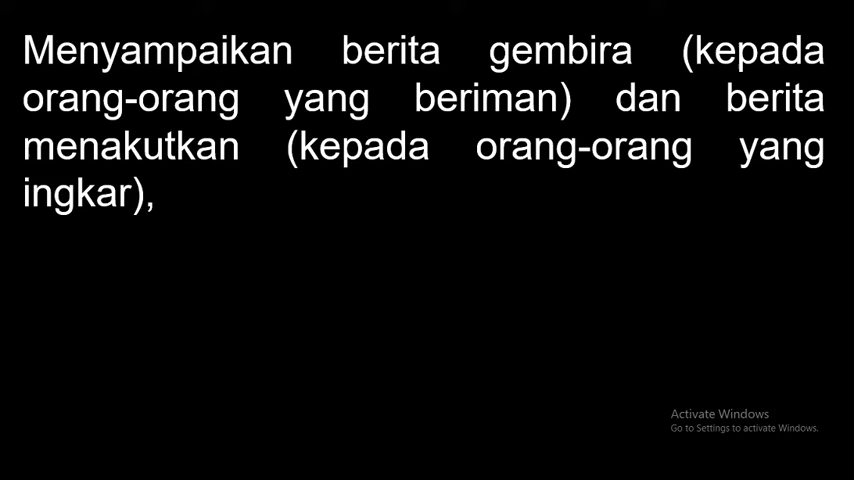 Menyampaikan berita gembira (kepada
orang-orang yang beriman) dan berita
menakutkan (kepada orang-orang yang
ingkar),
Activate Windows
Go to Settings to activate Windows.